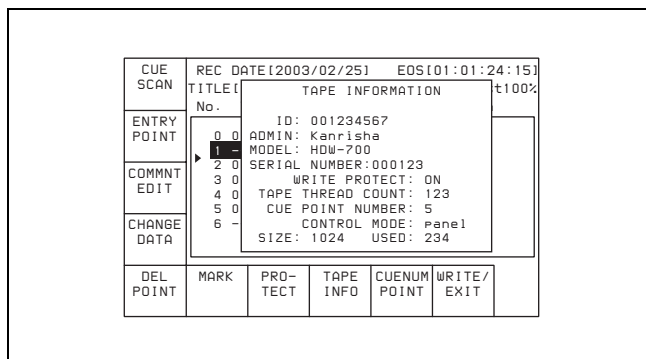 CUE
SCAN
REC DATE[2003/02/25] EOS[01:01:24:15]
TITLE[
t100%
No.
TAPE INFORMATION
ID: 001234567
ADMIN: Kanrisha
MODEL: HDW-700
SERIAL NUMBER:000123
WRITE PROTECT: ON
TAPE THREAD COUNT: 123
CUE POINT NUMBER: 5
CONTROL MODE: panel
SIZE: 1024 USED: 234
ENTRY
POINT
0 0
1 -
2 0
3 0
4 0
5 0
6 -
COMMNT
EDIT
CHANGE
DATA
DEL
POINT
MARK
PRO-
TECT
TAPE
INFO
CUENUM
POINT
WRITE/
EXIT